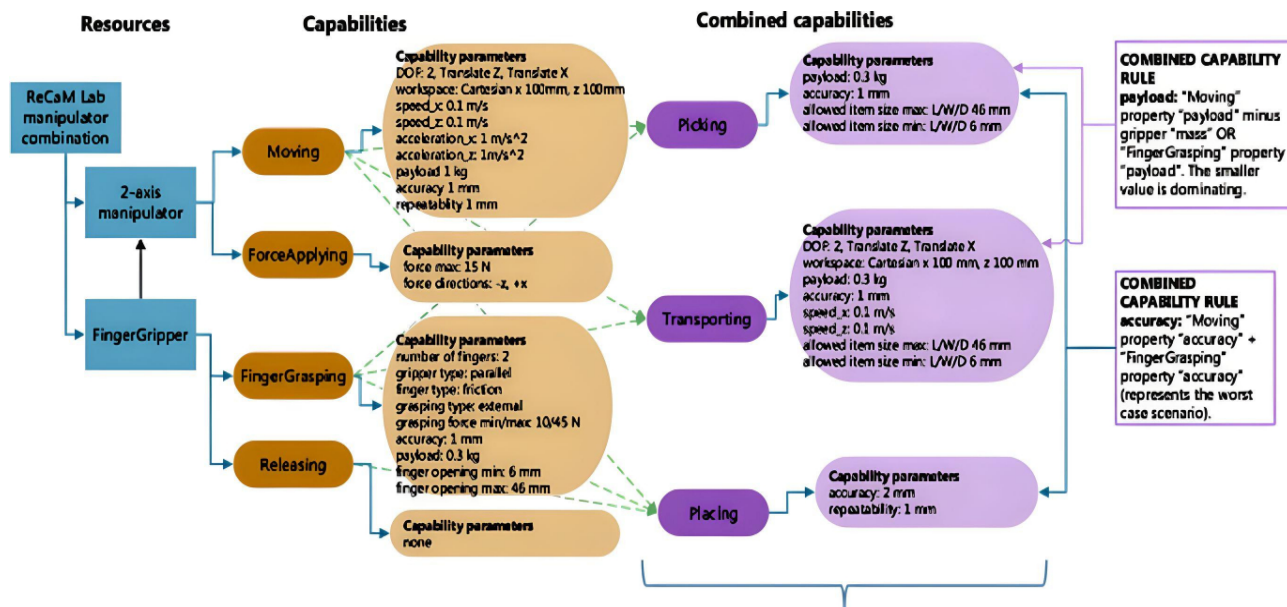 Resources
Capabilities
Combined capabilities
ReCaM Lab
manipulator
combination
2-axis
manipulator
FingerGripper
Moving
ForceApplying
FingerGrasping
Releasing
Capability parameters
DOF: 2, Translate Z, Translate X
workspace: Cartesian x 100mm, z 100mm
speed_x: 0.1 m/s
speed_z: 0.1 m/s
acceleration_x: 1 m/s^2
acceleration_z: 1m/s^2
payload 1 kg
accuracy 1 mm
repeatability 1 mm
Capability parameters
force max: 15 N
force directions: -z, +x
Capability parameters
number of fingers: 2
gripper type: parallel
finger type: friction
grasping type: external
grasping force min/max: 10/45 N
accuracy: 1 mm
payload: 0.3 kg
finger opening min: 6 mm
finger opening max: 46 mm
Capability parameters
none
Picking
Transporting
Placing
Capability parameters
payload: 0.3 kg
accuracy: 1 mm
allowed item size max: L/W/D 46 mm
allowed item size min: L/W/D 6 mm
Capability parameters
DOF: 2, Translate Z, Translate X
workspace: Cartesian x 100 mm, z 100 mm
payload: 0.3 kg
accuracy: 1 mm
speed_x: 0.1 m/s
speed_z: 0.1 m/s
allowed item size max: L/W/D 46 mm
allowed item size min: L/W/D 6 mm
Capability parameters
accuracy: 2 mm
repeatability: 1 mm
COMBINED CAPABILITY
RULE
payload: "Moving"
property "payload" minus
gripper "mass" OR
"FingerGrasping" property
"payload". The smaller
value is dominating.
COMBINED
CAPABILITY RULE
accuracy: "Moving"
property "accuracy" +
"FingerGrasping"
property "accuracy"
(represents the worst
case scenario).